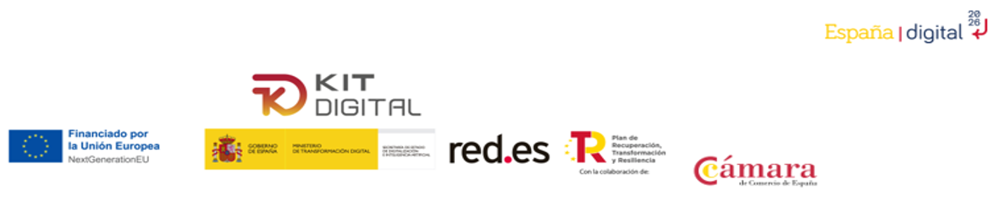 España | digital 2026
KIT
DIGITAL
Financiado por
la Unión Europea
NextGenerationEU
GOBIERNO
DE ESPAÑA
MINISTERIO
DE TRANSFORMACIÓN DIGITAL
SECRETARÍA DE ESTADO
DE DIGITALIZACIÓN
E INTELIGENCIA ARTIFICIAL
red.es
TR
Plan de
Recuperación,
Transformación
y Resiliencia
Con la colaboración de:
Cámara
de Comercio de España